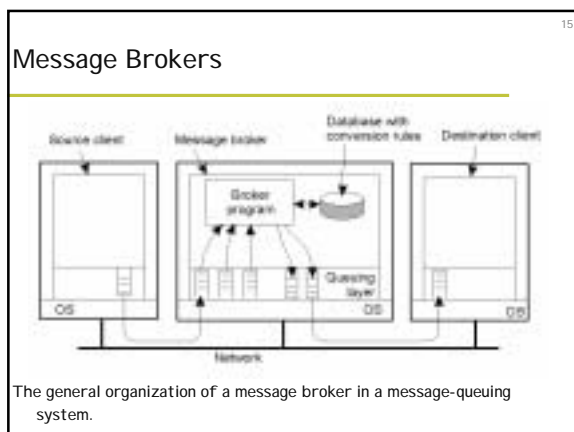 15
Message Brokers
Database with
conversion rules
Source client
Message broker
Destination client
Broker
program
Queuing
layer
OS
OS
OS
Network
The general organization of a message broker in a message-queuing
system.